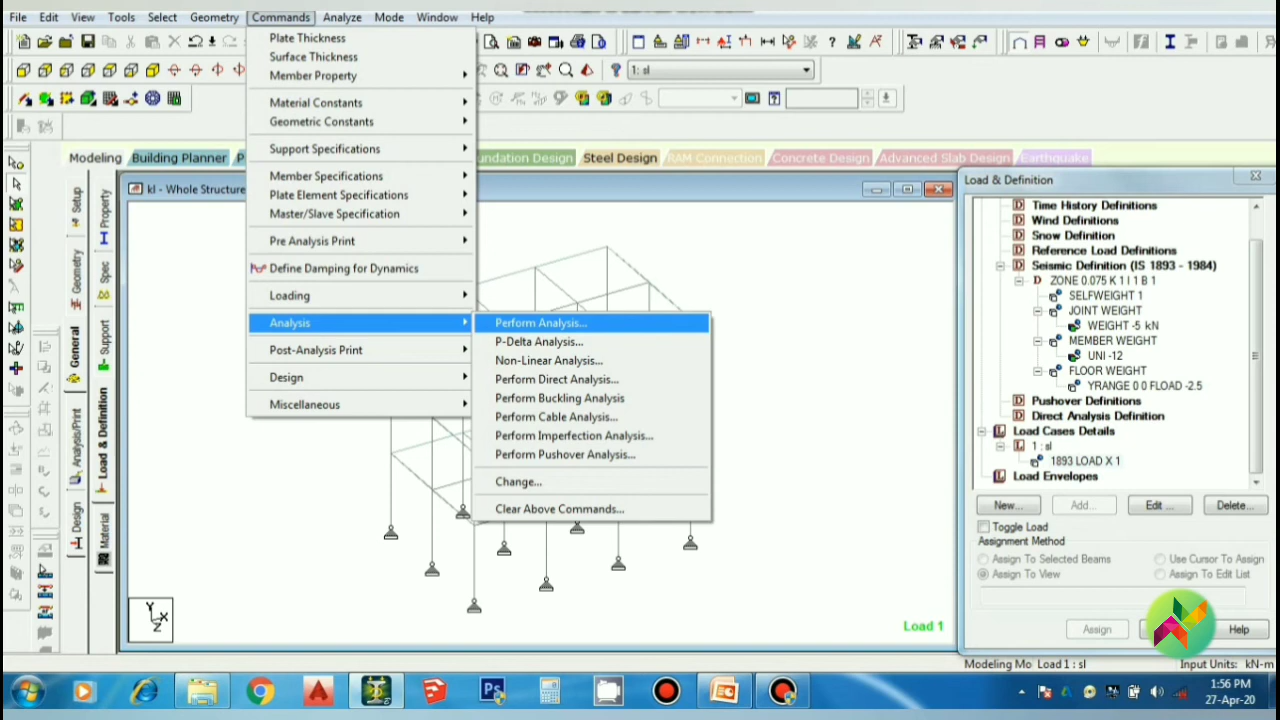 File Edit View Tools Select Geometry Commands Analyze Mode Window Help
Plate Thickness
Surface Thickness
Member Property
Material Constants
Geometric Constants
Support Specifications
Member Specifications
Plate Element Specifications
Master/Slave Specification
Pre Analysis Print
Define Damping for Dynamics
Loading
Analysis
Post-Analysis Print
Design
Miscellaneous
Perform Analysis...
P-Delta Analysis...
Non-Linear Analysis...
Perform Direct Analysis...
Perform Buckling Analysis
Perform Cable Analysis...
Perform Imperfection Analysis...
Perform Pushover Analysis...
Change...
Clear Above Commands...
1: sl
Modeling Building Planner P undation Design Steel Design RAM Connection Concrete Design Advanced Slab Design Earthquake
Setup
Geometry
General
Analysis/Print
Design
Property
Spec
Support
Load & Definition
Material
kl - Whole Structure
Y
X
Z
Load 1
Load & Definition
Time History Definitions
Wind Definitions
Snow Definition
Reference Load Definitions
Seismic Definition (IS 1893 - 1984)
ZONE 0.075 K 1 I 1 B 1
SELFWEIGHT 1
JOINT WEIGHT
WEIGHT -5 kN
MEMBER WEIGHT
UNI -12
FLOOR WEIGHT
YRANGE 0 0 FLOAD -2.5
Pushover Definitions
Direct Analysis Definition
Load Cases Details
1 : sl
1893 LOAD X 1
Load Envelopes
New... Add... Edit ... Delete...
Toggle Load
Assignment Method
Assign To Selected Beams Use Cursor To Assign
Assign To View Assign To Edit List
Assign Help
Modeling Mo Load 1 : sl Input Units: kN-m
1:56 PM
27-Apr-20